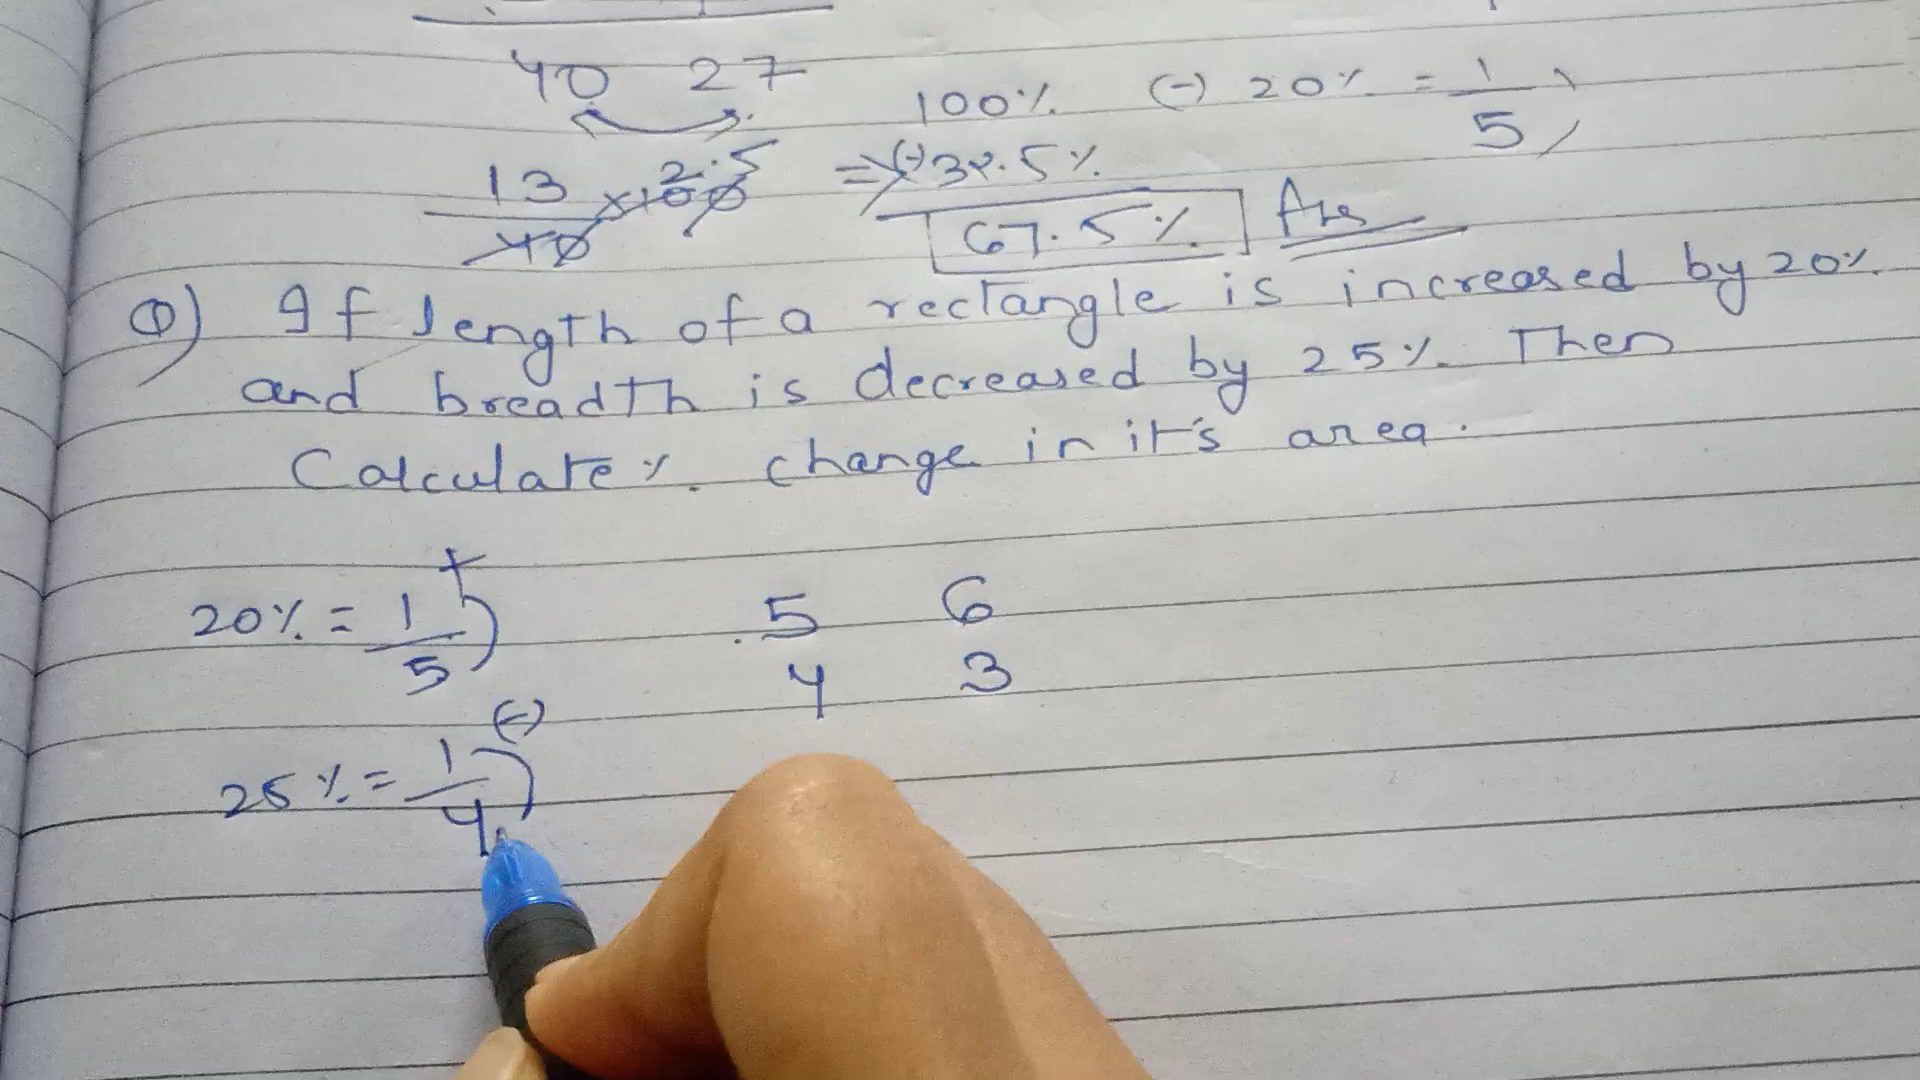 40 27
100% (-) 20% = 1/5
13/40 × 100 2.5 => (-) 32.5%
67.5% Ans
Q) If length of a rectangle is increased by 20%
and breadth is decreased by 25%. Then
Calculate %. change in it's area.
20% = 1/5 + 5 6
4 3
25% = 1/4 (-)